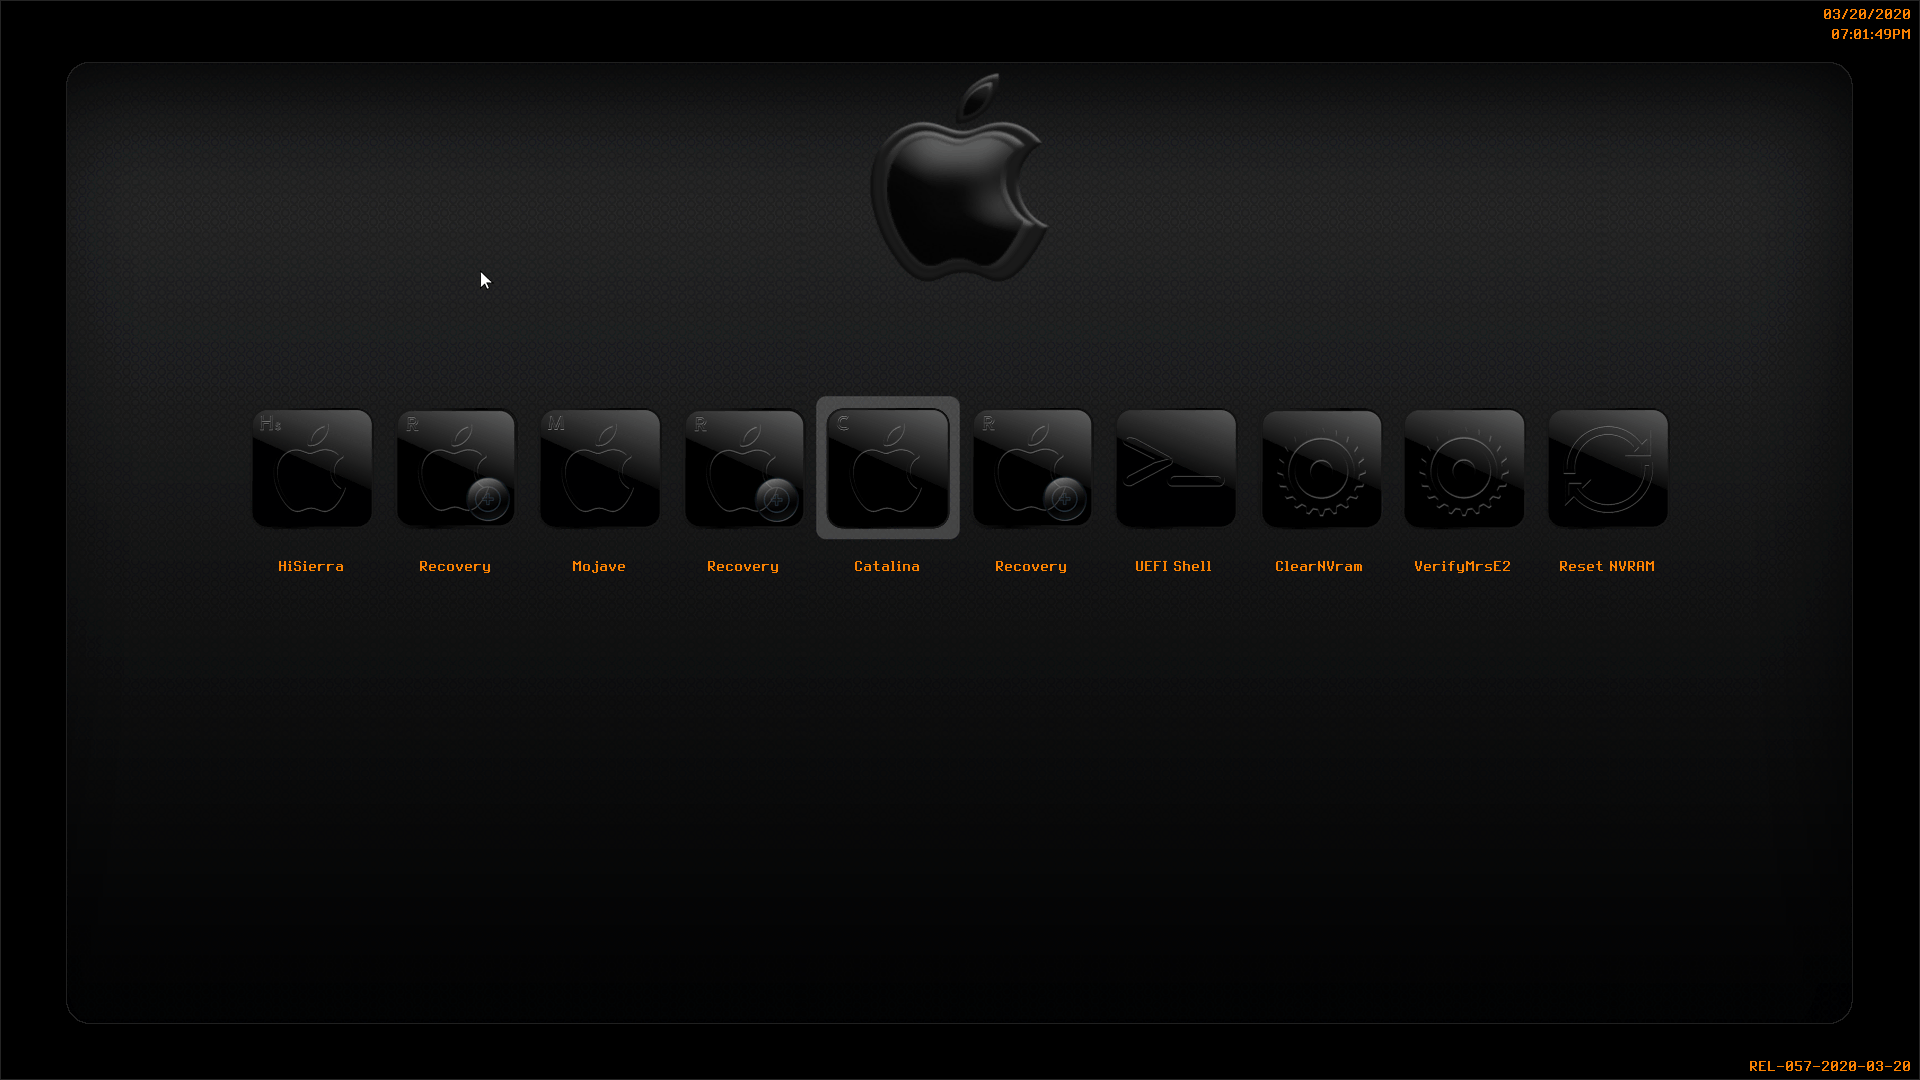 03/20/2020
07:01:49PM
Hs R M R C R
HiSierra Recovery Mojave Recovery Catalina Recovery UEFI Shell ClearNVram VerifyMrsE2 Reset NVRAM
REL-057-2020-03-20